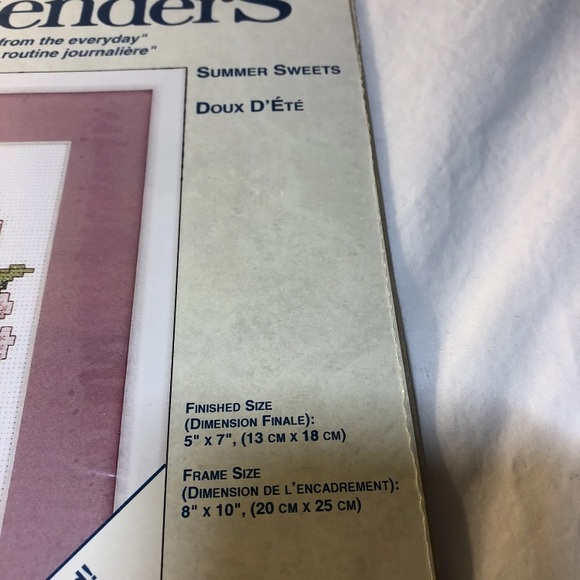 from the everyday"
routine journalière"
SUMMER SWEETS
DOUX D'ÉTÉ
FINISHED SIZE
(DIMENSION FINALE):
5" X 7", (13 CM X 18 CM)
FRAME SIZE
(DIMENSION DE L'ENCADREMENT):
8" X 10", (20 CM X 25 CM)